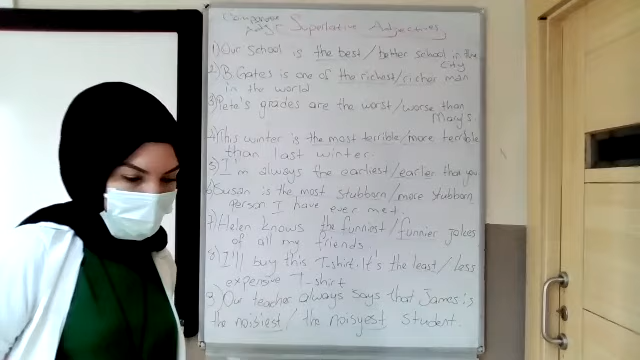 Comparative Superlative Adjectives
Adj.
1) Our school is the best / better school in the
city
2) B. Gates is one of the richest / richer man
in the world
3) Pete's grades are the worst / worse than
Mary's
4) This winter is the most terrible / more terrible
than last winter.
5) I'm always the earliest / earlier than you
6) Susan is the most stubborn / more stubborn
person I have ever met.
7) Helen knows the funniest / funnier jokes
of all my friends
8) I'll buy this T-shirt. It's the least / less
expensive T-shirt
9) Our teacher always says that James is
the noisiest / the noisyest student.